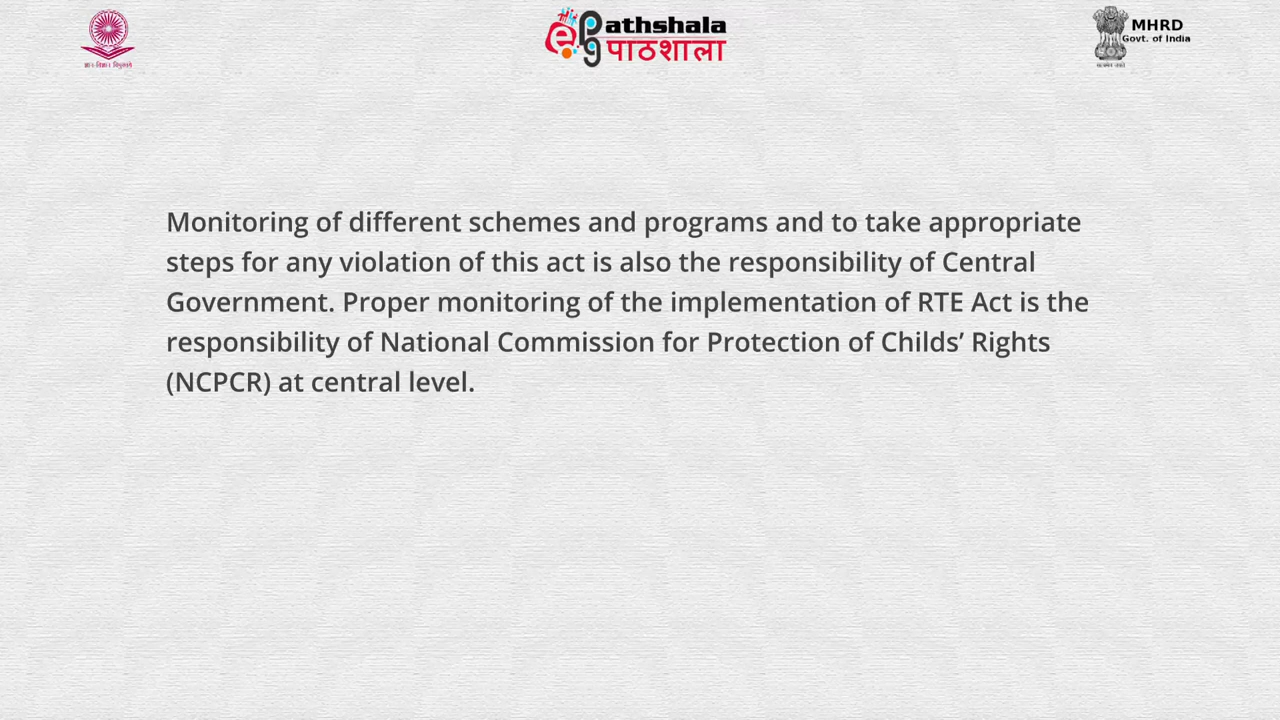 ePathshala
पाठशाला
MHRD
Govt. of India
Monitoring of different schemes and programs and to take appropriate
steps for any violation of this act is also the responsibility of Central
Government. Proper monitoring of the implementation of RTE Act is the
responsibility of National Commission for Protection of Childs’ Rights
(NCPCR) at central level.